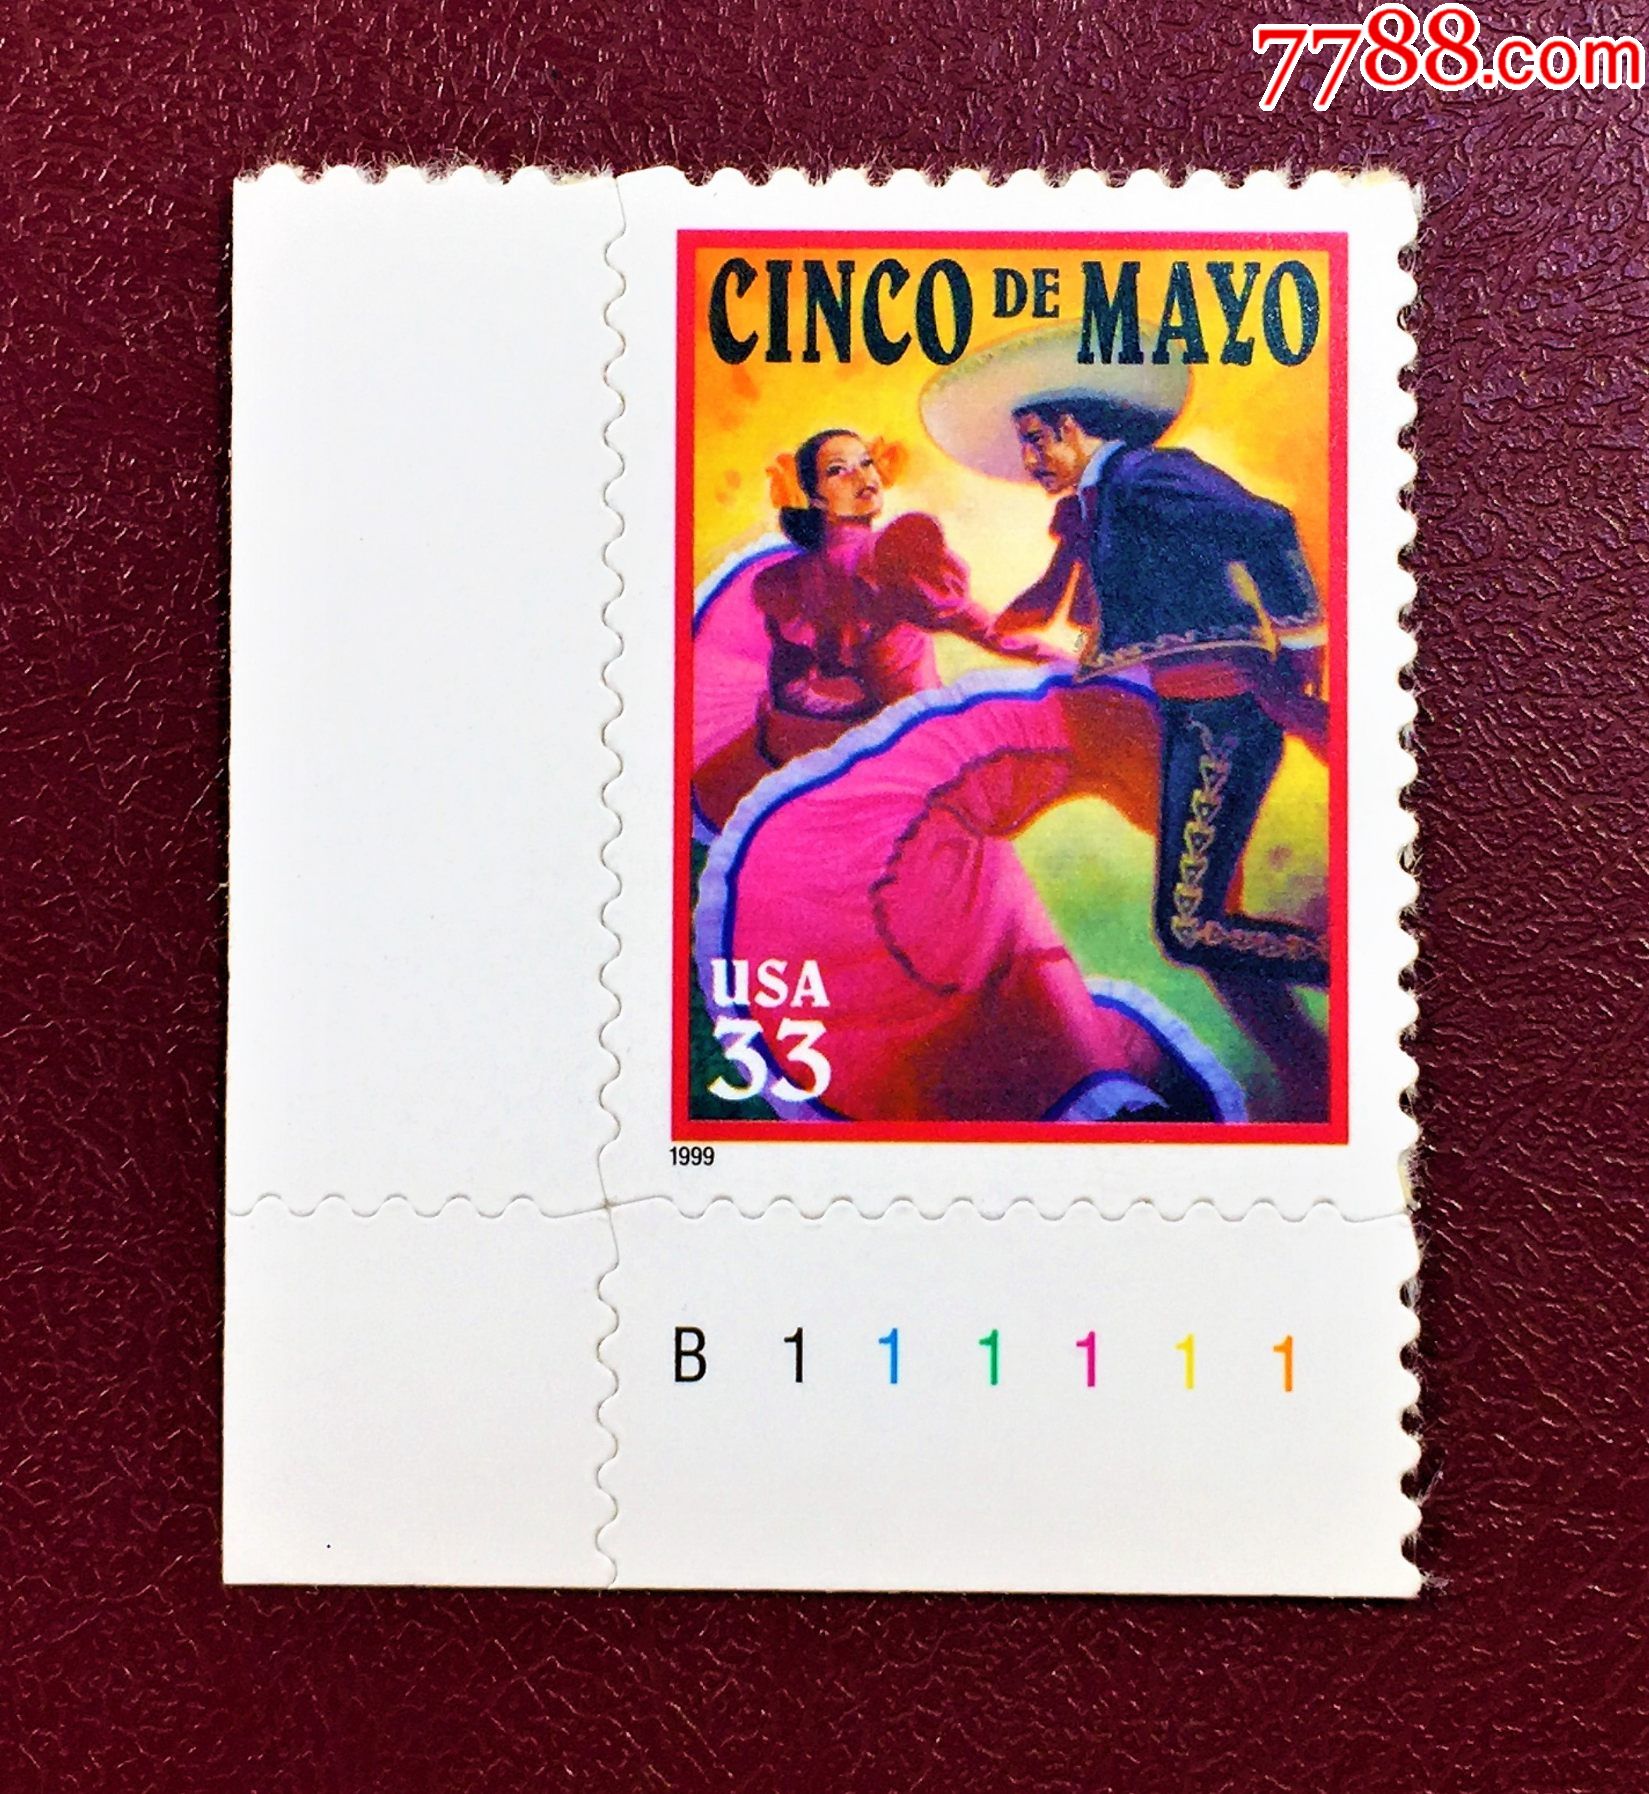 7788.com
CINCO DE MAYO
USA
33
1999
B 1 1 1 1 1 1